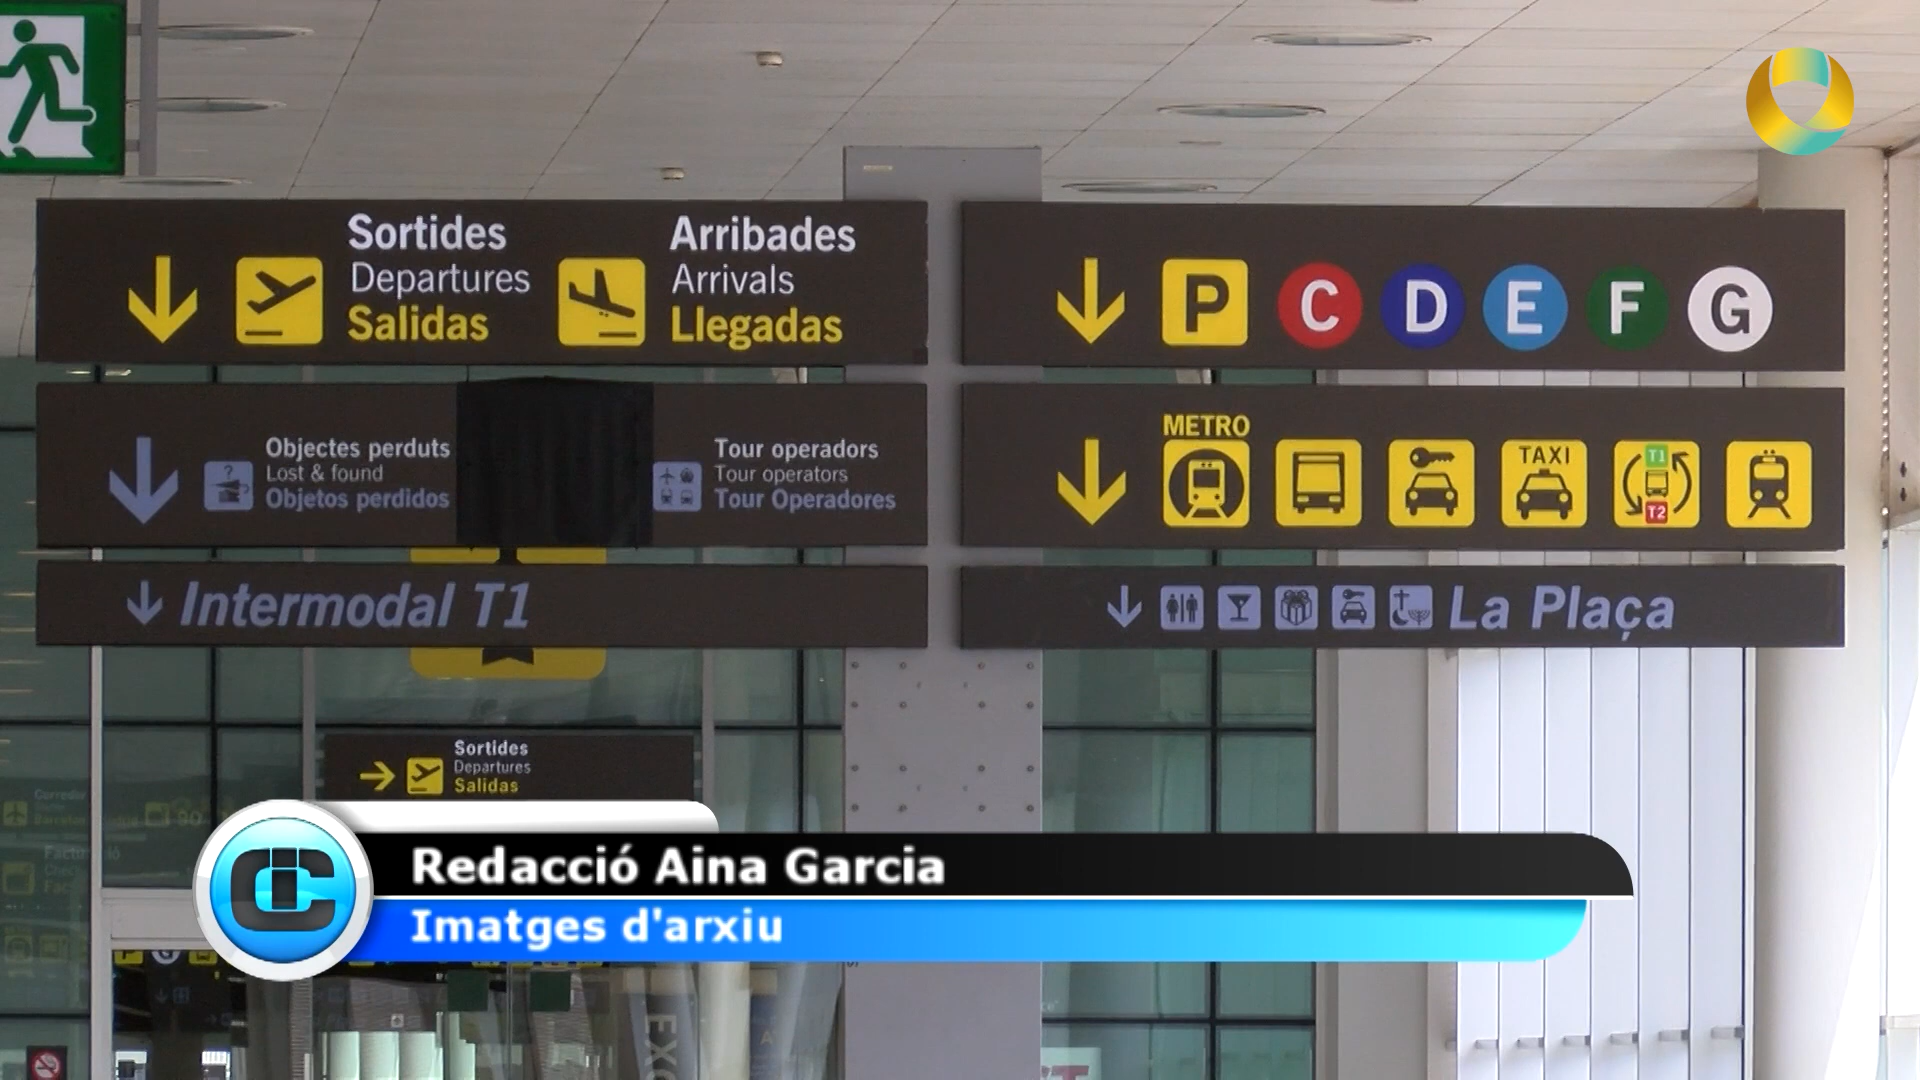 Sortides
Departures
Salidas
Arribades
Arrivals
Llegadas
P C D E F G
Objectes perduts
Lost & found
Objetos perdidos
Tour operadors
Tour operators
Tour Operadores
METRO
TAXI
T1
T2
Intermodal T1
La Plaça
Sortides
Departures
Salidas
Redacció Aina Garcia
Imatges d'arxiu